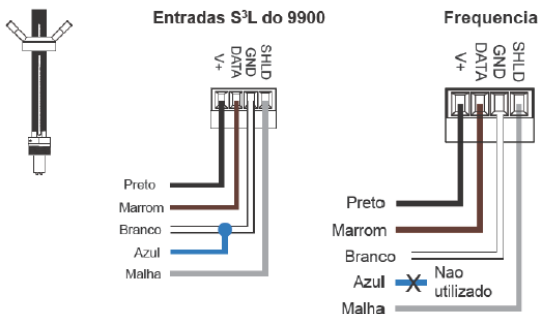 Entradas S³L do 9900
V+
DATA
GND
SHLD
Preto
Marrom
Branco
Azul
Malha
Frequencia
V+
DATA
GND
SHLD
Preto
Marrom
Branco
Azul
Nao
utilizado
Malha